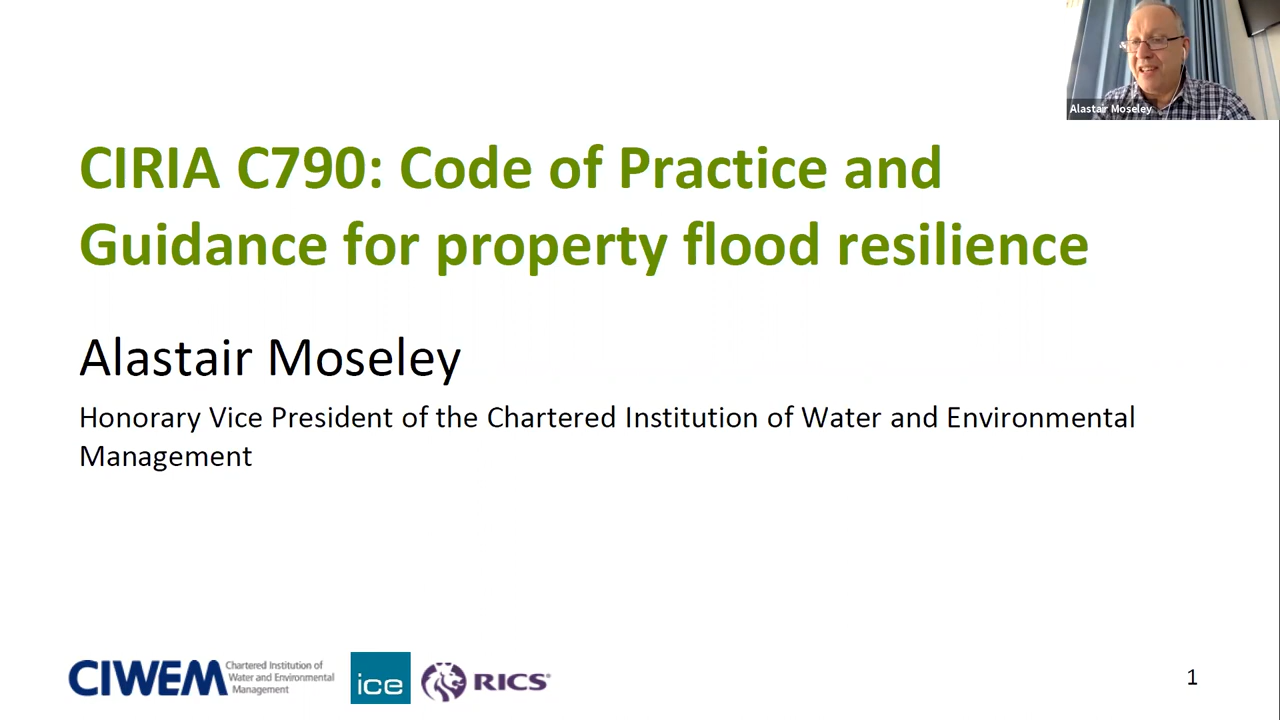 Alastair Moseley
CIRIA C790: Code of Practice and
Guidance for property flood resilience
Alastair Moseley
Honorary Vice President of the Chartered Institution of Water and Environmental
Management
CIWEM
Chartered Institution of
Water and Environmental
Management
ice
RICS
1